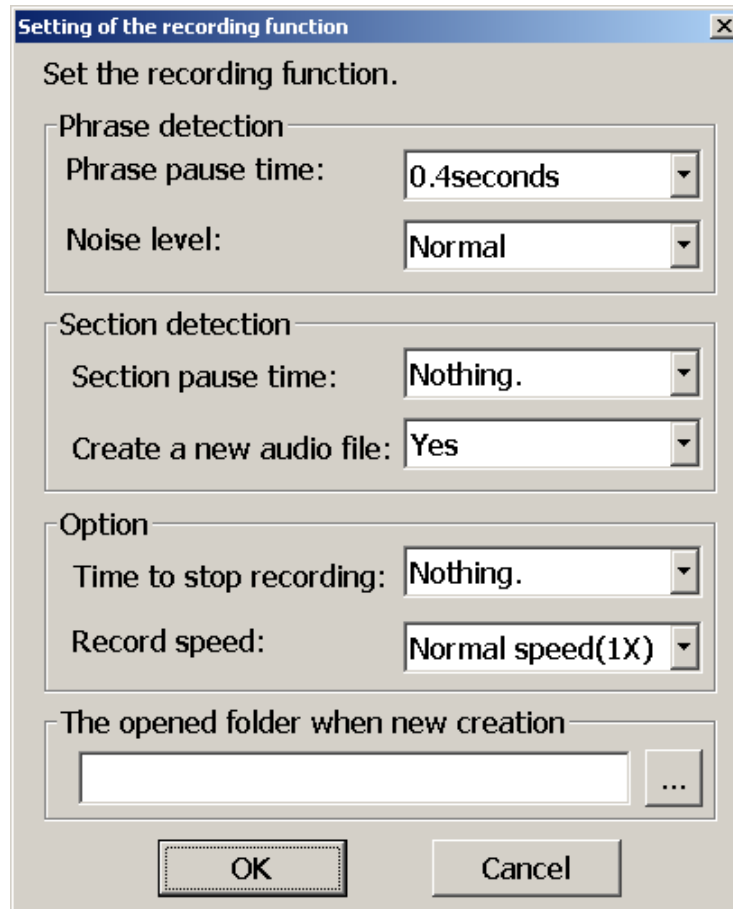 Setting of the recording function
Set the recording function.
Phrase detection
Phrase pause time: 0.4seconds
Noise level: Normal
Section detection
Section pause time: Nothing.
Create a new audio file: Yes
Option
Time to stop recording: Nothing.
Record speed: Normal speed(1X)
The opened folder when new creation
...
OK Cancel